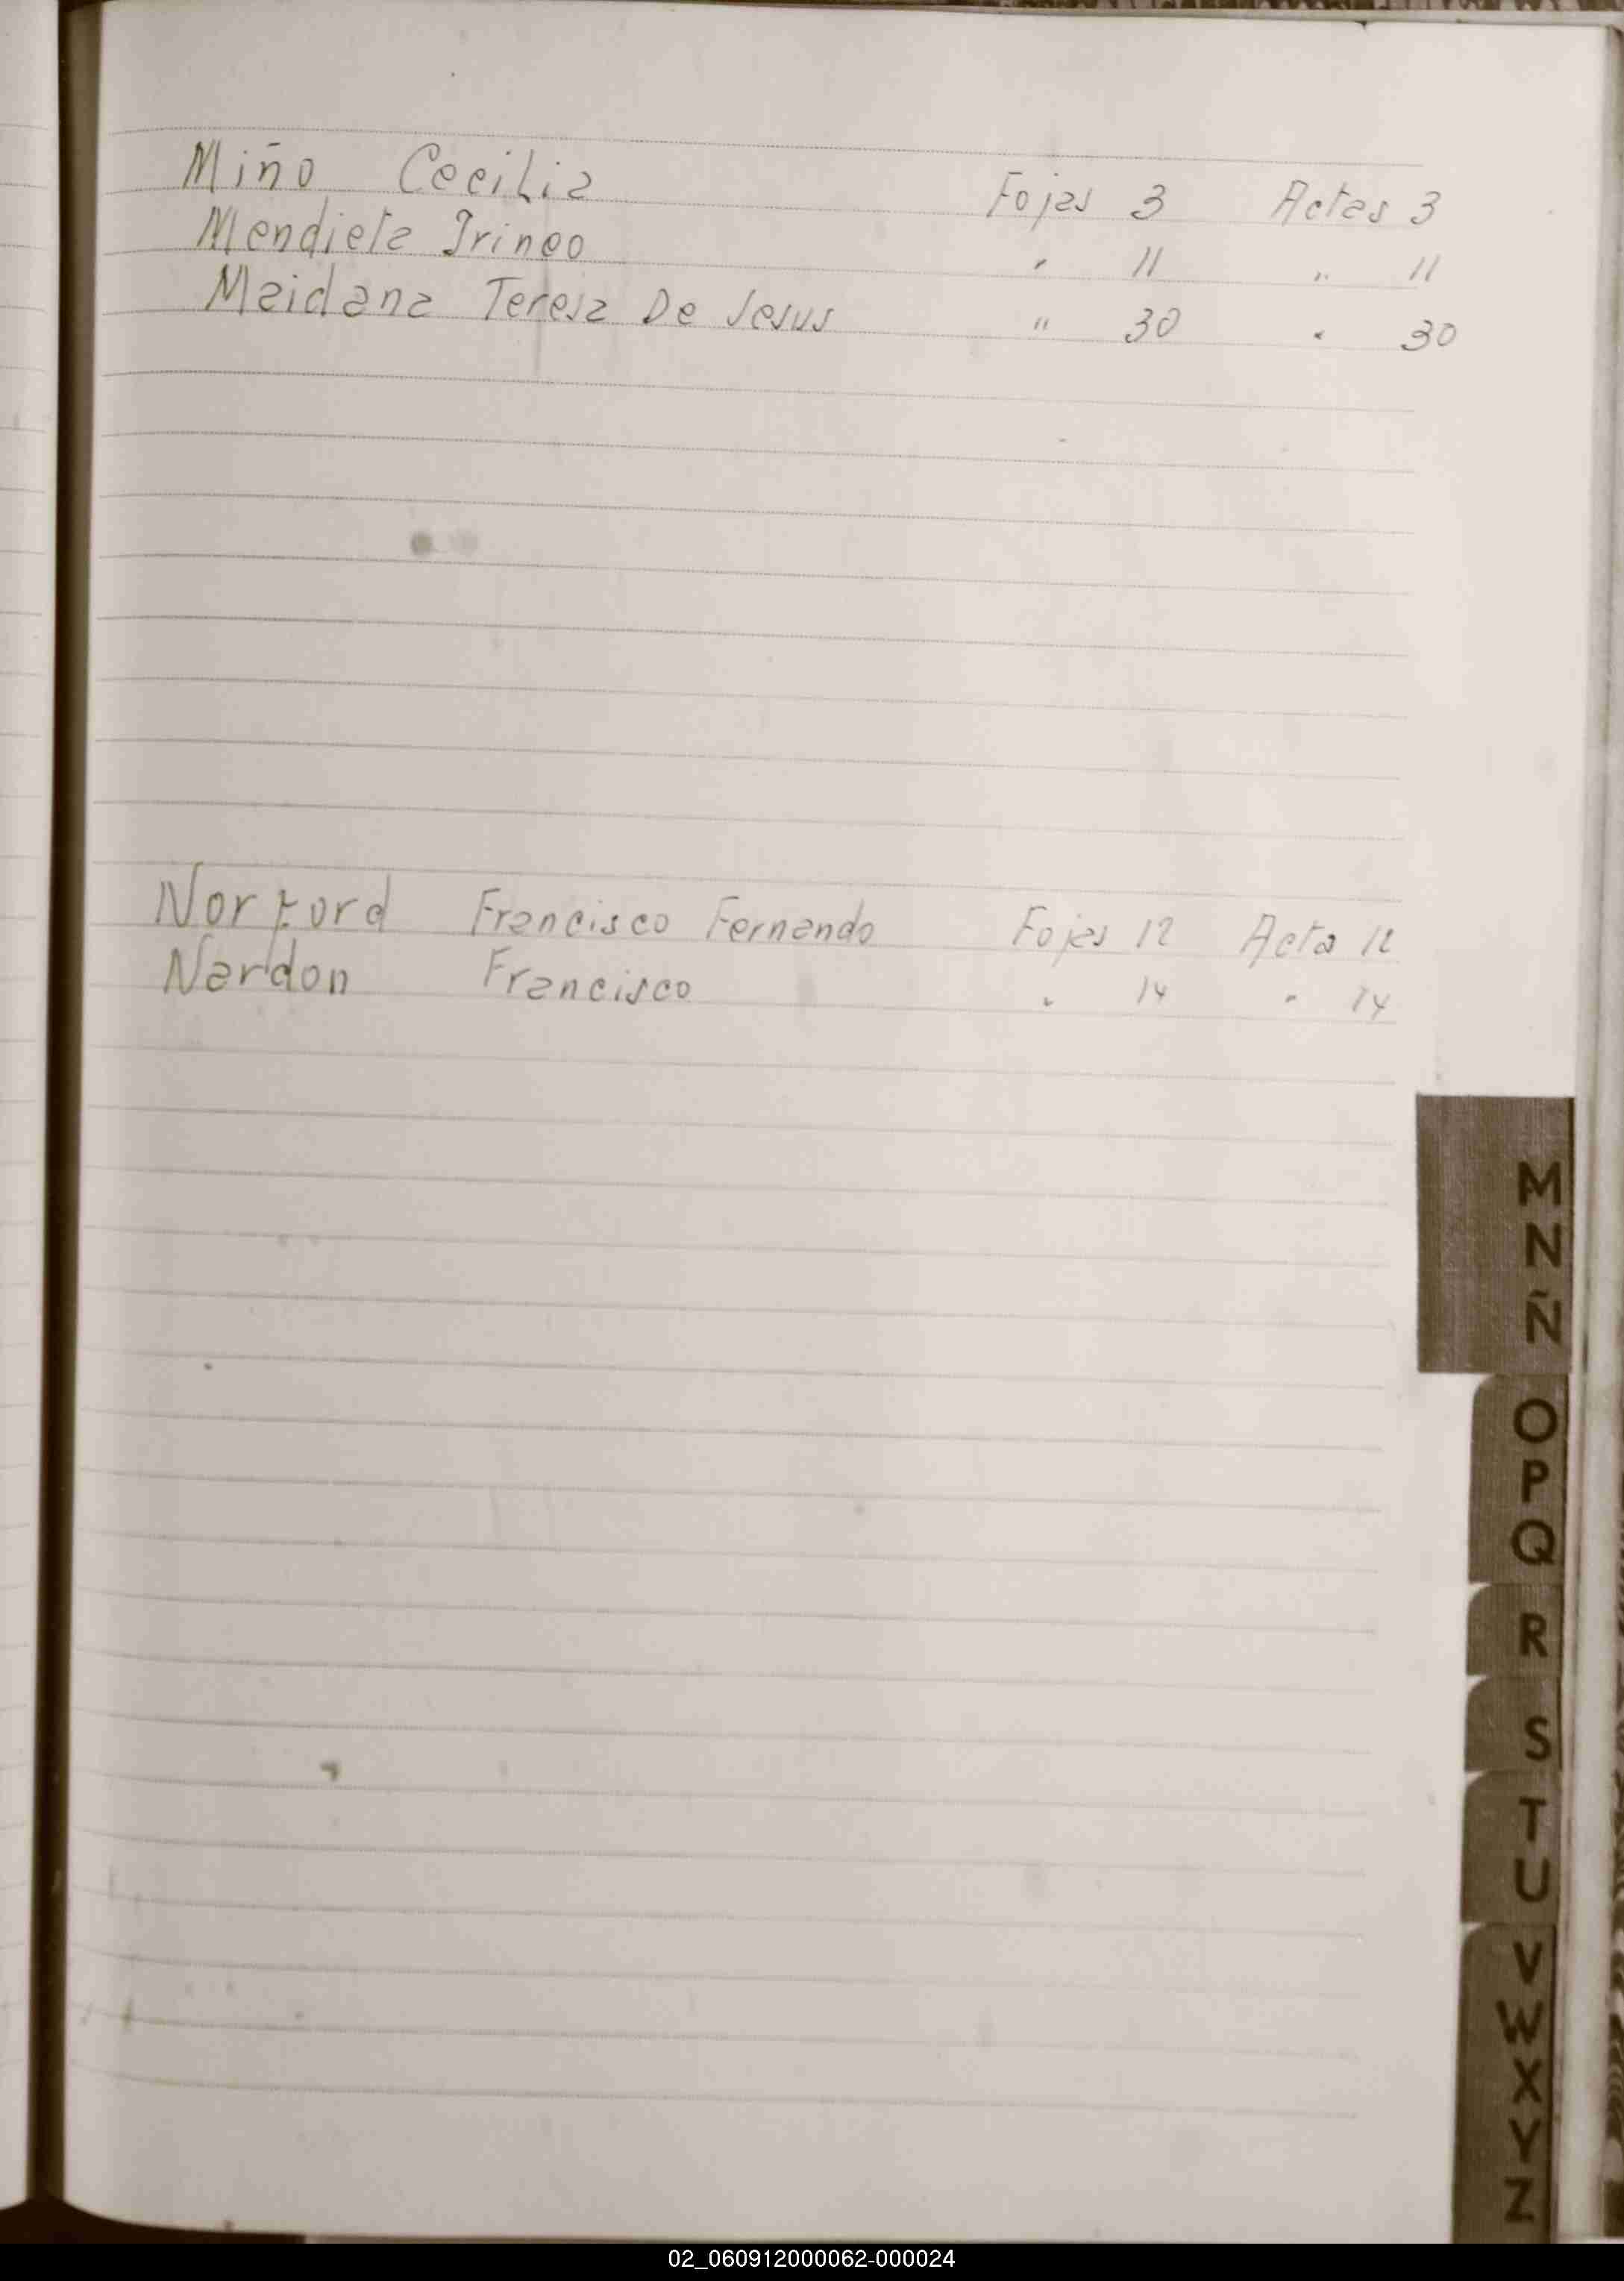 Miño Cecilia Fojas 3 Actas 3
Mendieta Irineo " 11 " 11
Maidana Teresa De Jesus " 30 " 30
Norford Francisco Fernando Fojas 12 Acta 12
Nardon Francisco " 14 " 14
M
N
Ñ
O
P
Q
R
S
T
U
V
W
X
Y
Z
02_060912000062-000024